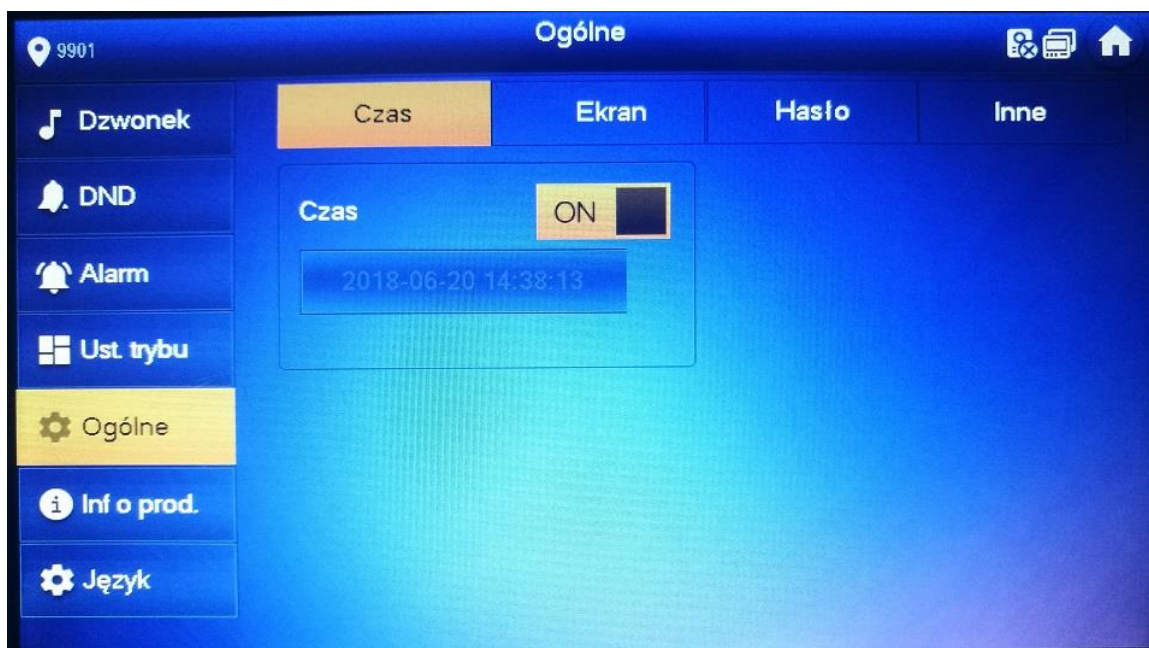 Ogólne
9901
Dzwonek
DND
Alarm
Ust. trybu
Ogólne
Inf o prod.
Język
Czas
Ekran
Hasło
Inne
Czas
ON
2018-06-20 14:38:13